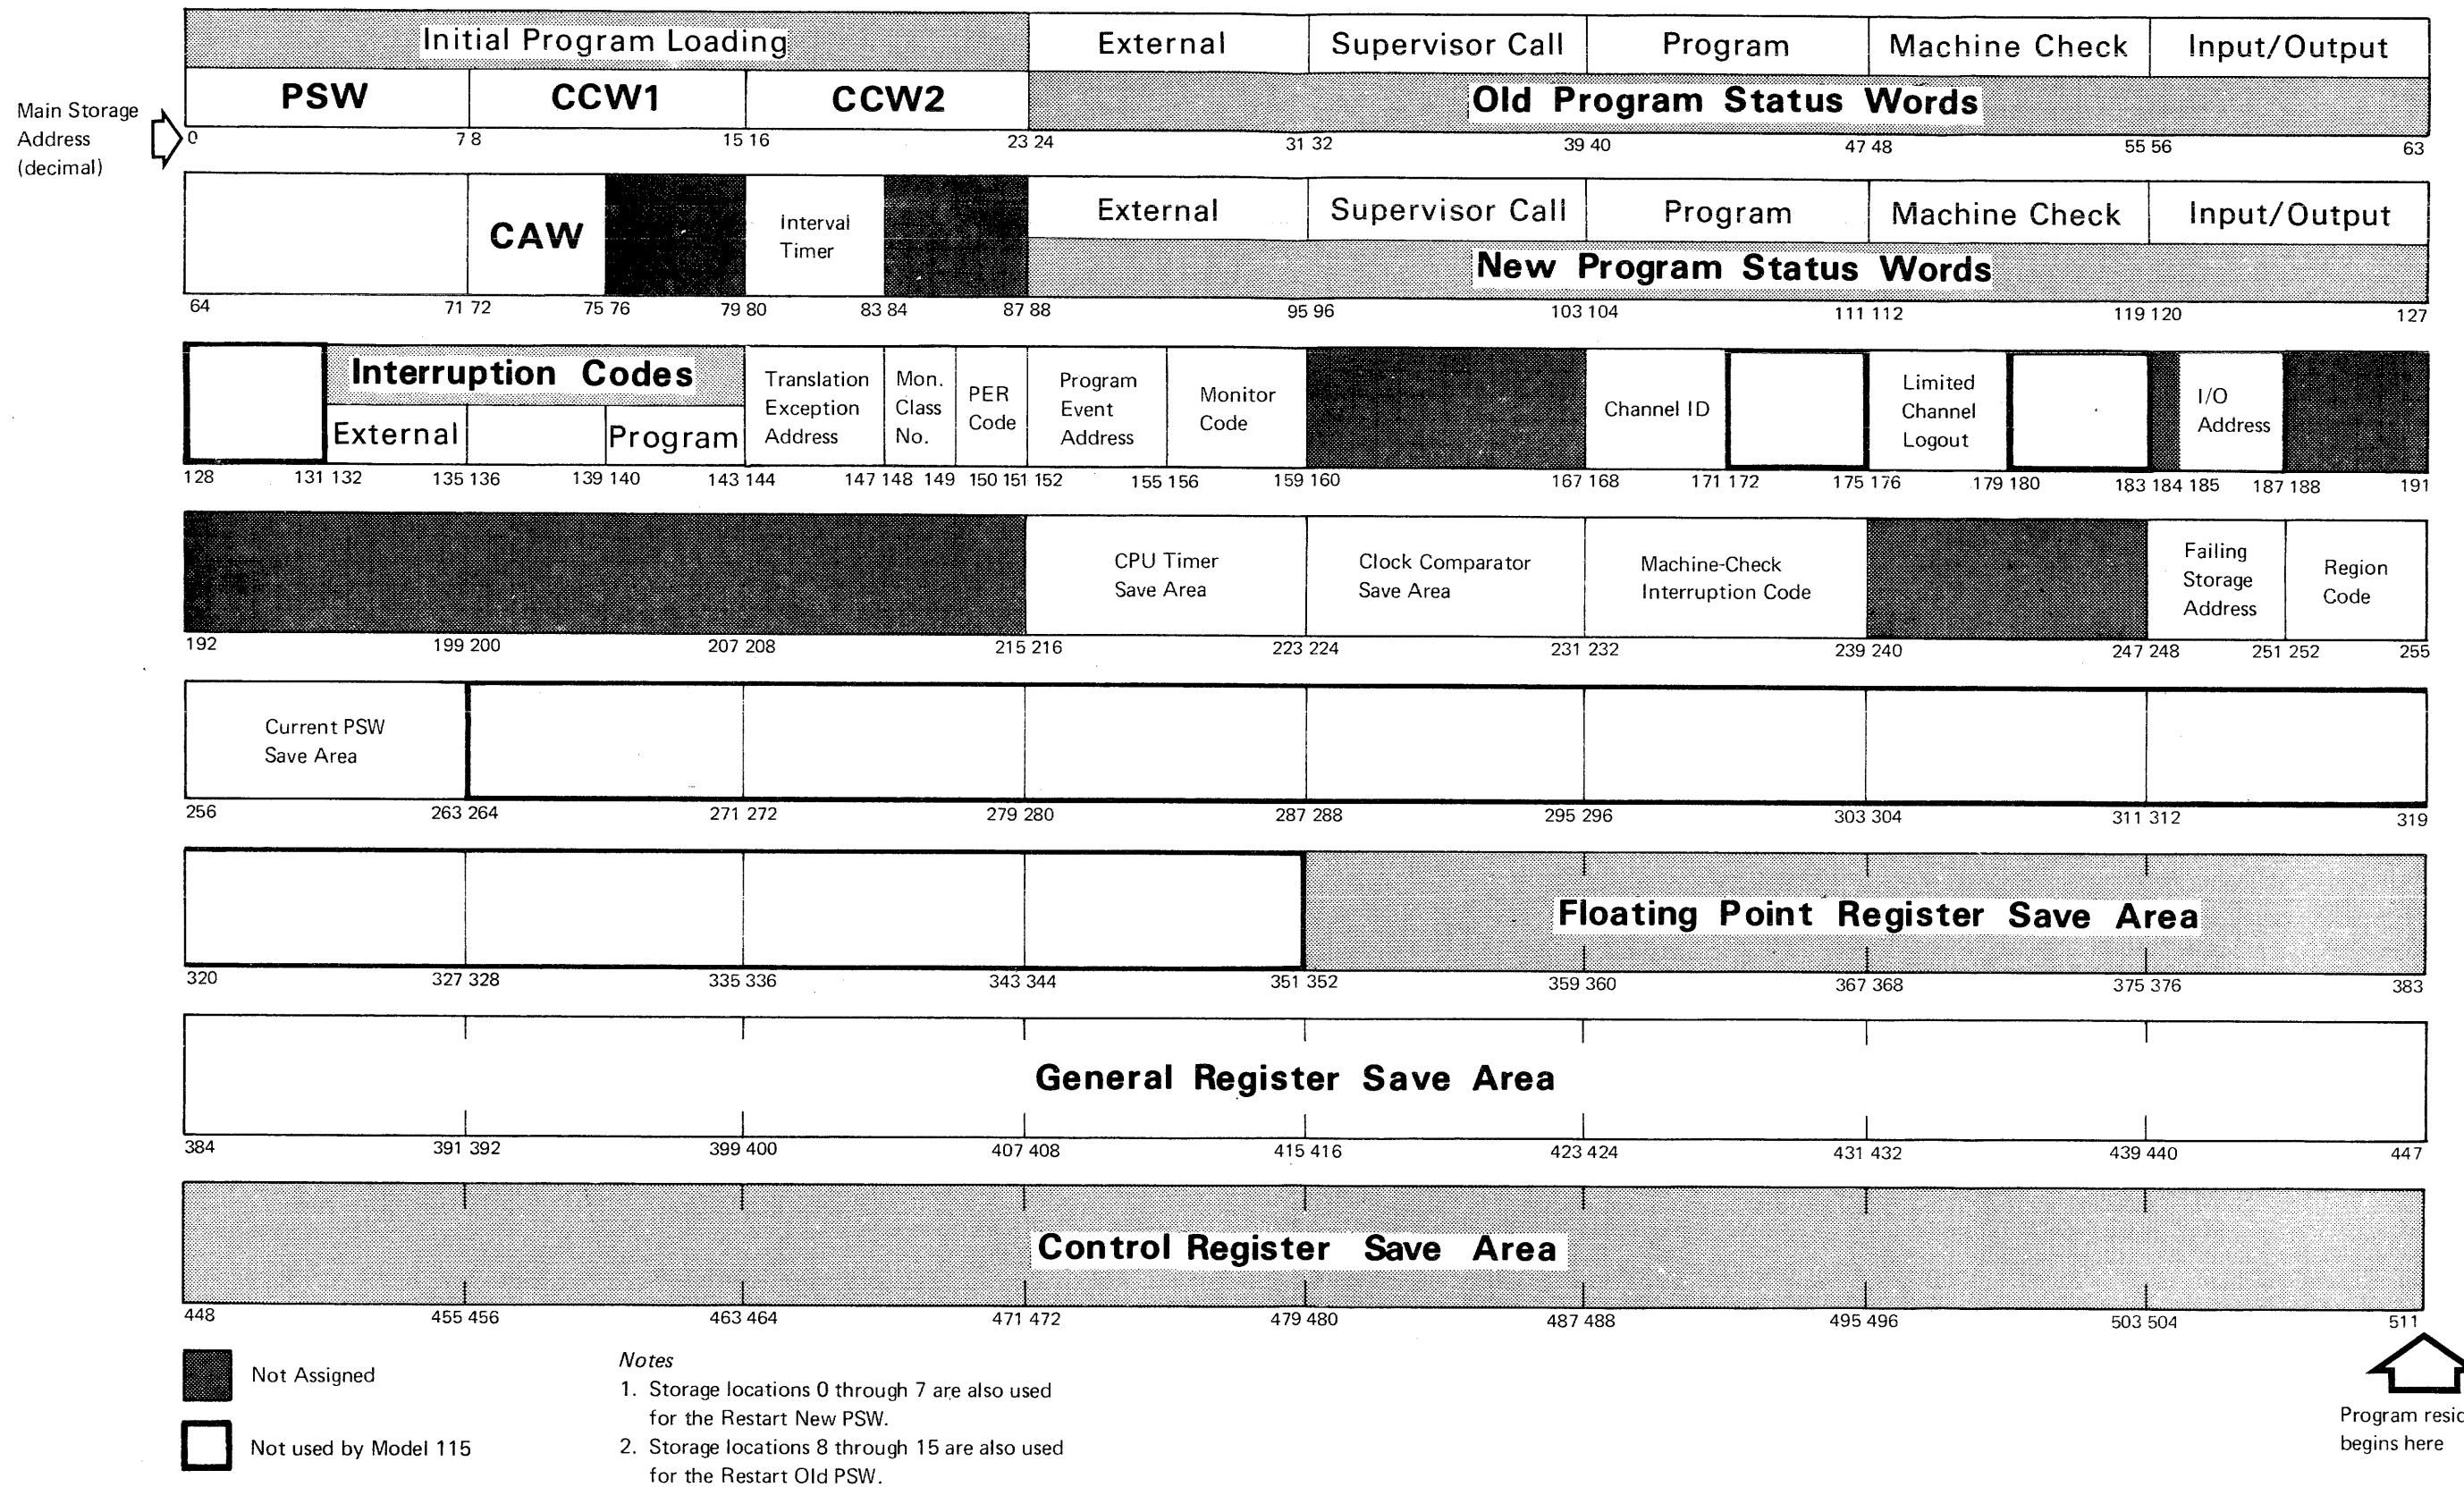 Initial Program Loading
External Supervisor Call Program Machine Check Input/Output
PSW CCW1 CCW2
Old Program Status Words
Main Storage
Address
(decimal)
0 7 8 15 16 23 24 31 32 39 40 47 48 55 56 63
CAW
Interval
Timer
External Supervisor Call Program Machine Check Input/Output
New Program Status Words
64 71 72 75 76 79 80 83 84 87 88 95 96 103 104 111 112 119 120 127
Interruption Codes
External Program
Translation
Exception
Address
Mon.
Class
No.
PER
Code
Program
Event
Address
Monitor
Code
Channel ID
Limited
Channel
Logout
I/O
Address
128 131 132 135 136 139 140 143 144 147 148 149 150 151 152 155 156 159 160 167 168 171 172 175 176 179 180 183 184 185 187 188 191
CPU Timer
Save Area
Clock Comparator
Save Area
Machine-Check
Interruption Code
Failing
Storage
Address
Region
Code
192 199 200 207 208 215 216 223 224 231 232 239 240 247 248 251 252 255
Current PSW
Save Area
256 263 264 271 272 279 280 287 288 295 296 303 304 311 312 319
Floating Point Register Save Area
320 327 328 335 336 343 344 351 352 359 360 367 368 375 376 383
General Register Save Area
384 391 392 399 400 407 408 415 416 423 424 431 432 439 440 447
Control Register Save Area
448 455 456 463 464 471 472 479 480 487 488 495 496 503 504 511
Not Assigned
Not used by Model 115
Notes
1. Storage locations 0 through 7 are also used
for the Restart New PSW.
2. Storage locations 8 through 15 are also used
for the Restart Old PSW.
Program
begins here